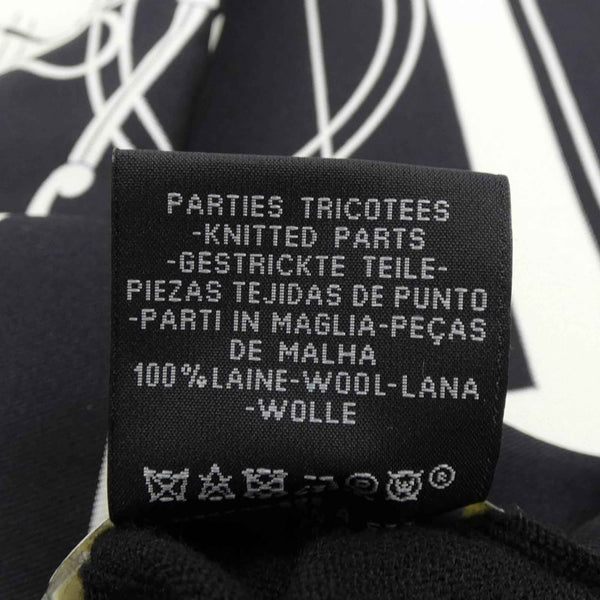 PARTIES TRICOTEES
-KNITTED PARTS
-GESTRICKTE TEILE-
PIEZAS TEJIDAS DE PUNTO
-PARTI IN MAGLIA-PEÇAS
DE MALHA
100%LAINE-WOOL-LANA
-WOLLE
®